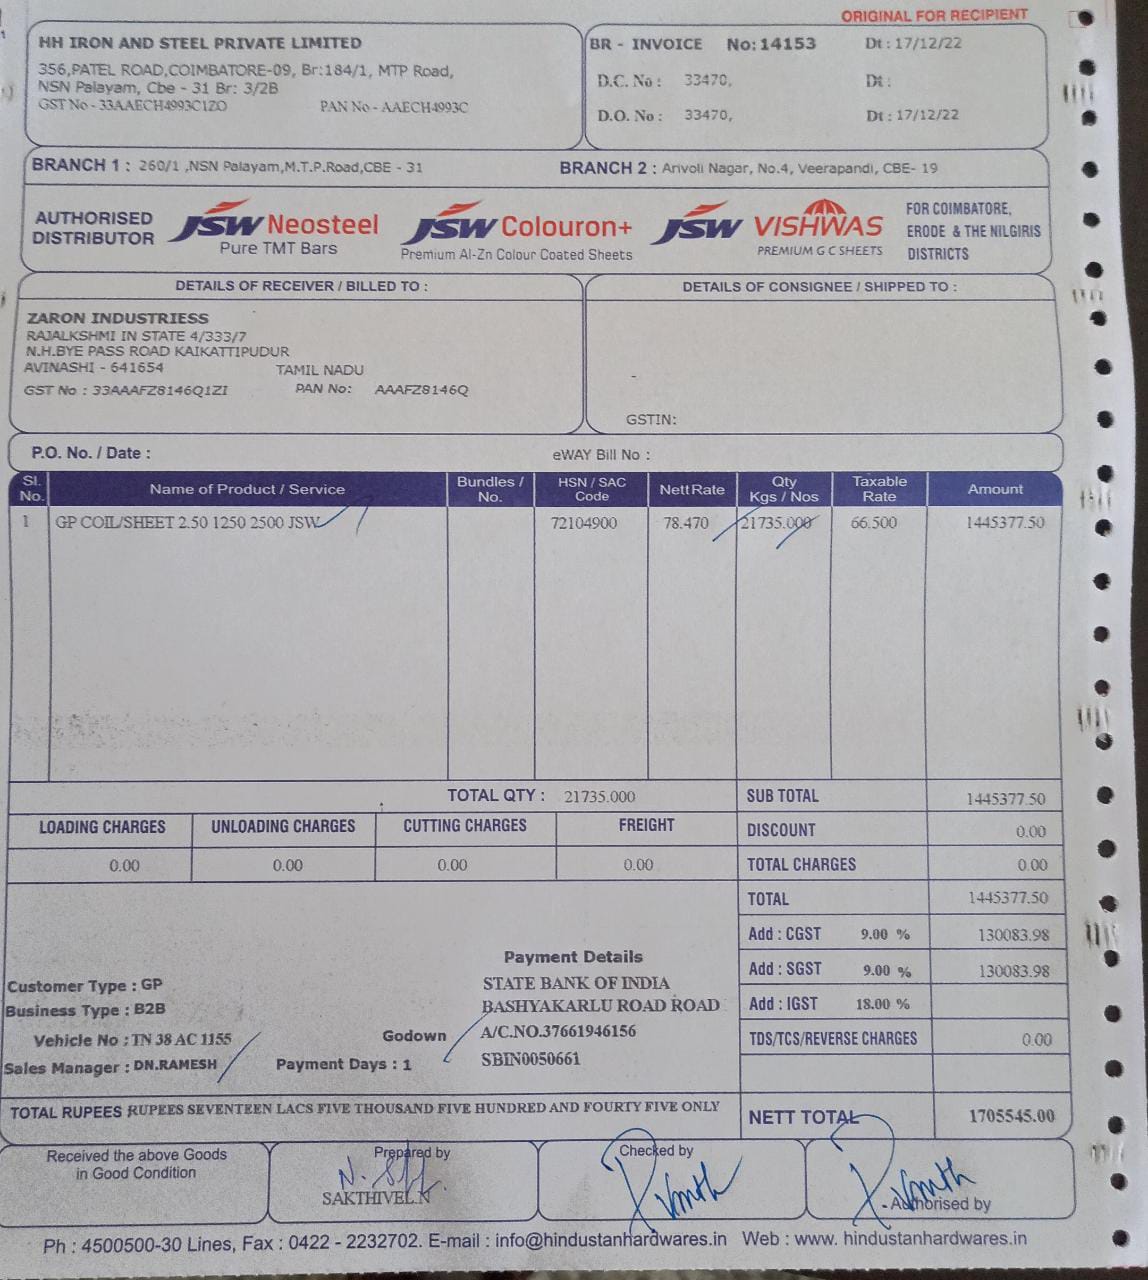 ORIGINAL FOR RECIPIENT
HH IRON AND STEEL PRIVATE LIMITED
356,PATEL ROAD,COIMBATORE-09, Br:184/1, MTP Road,
NSN Palayam, Cbe - 31 Br: 3/2B
GST No - 33AAECH4993C1ZO PAN No - AAECH4993C
BR - INVOICE No:14153 Dt : 17/12/22
D.C. No : 33470, Dt :
D.O. No : 33470, Dt : 17/12/22
BRANCH 1 : 260/1 ,NSN Palayam,M.T.P.Road,CBE - 31 BRANCH 2 : Arivoli Nagar, No.4, Veerapandi, CBE- 19
AUTHORISED DISTRIBUTOR
JSW Neosteel
Pure TMT Bars
JSW Colouron+
Premium Al-Zn Colour Coated Sheets
JSW VISHWAS
PREMIUM G C SHEETS
FOR COIMBATORE,
ERODE & THE NILGIRIS
DISTRICTS
DETAILS OF RECEIVER / BILLED TO :
ZARON INDUSTRIESS
RAJALKSHMI IN STATE 4/333/7
N.H.BYE PASS ROAD KAIKATTIPUDUR
AVINASHI - 641654 TAMIL NADU
GST No : 33AAAFZ8146Q1ZI PAN No: AAAFZ8146Q
DETAILS OF CONSIGNEE / SHIPPED TO :
-
GSTIN:
P.O. No. / Date : eWAY Bill No :
Sl. No. Name of Product / Service Bundles / No. HSN / SAC Code Nett Rate Qty Kgs / Nos Taxable Rate Amount
1 GP COIL/SHEET 2.50 1250 2500 JSW 72104900 78.470 21735.000 66.500 1445377.50
TOTAL QTY : 21735.000 SUB TOTAL 1445377.50
LOADING CHARGES UNLOADING CHARGES CUTTING CHARGES FREIGHT DISCOUNT 0.00
0.00 0.00 0.00 0.00 TOTAL CHARGES 0.00
TOTAL 1445377.50
Add : CGST 9.00 % 130083.98
Add : SGST 9.00 % 130083.98
Add : IGST 18.00 %
TDS/TCS/REVERSE CHARGES 0.00
Payment Details
Customer Type : GP STATE BANK OF INDIA
Business Type : B2B BASHYAKARLU ROAD ROAD
Vehicle No : TN 38 AC 1155 Godown A/C.NO.37661946156
Sales Manager : DN.RAMESH Payment Days : 1 SBIN0050661
TOTAL RUPEES RUPEES SEVENTEEN LACS FIVE THOUSAND FIVE HUNDRED AND FOURTY FIVE ONLY NETT TOTAL 1705545.00
Received the above Goods
in Good Condition
Prepared by
SAKTHIVEL.N
Checked by
- Authorised by
Ph : 4500500-30 Lines, Fax : 0422 - 2232702. E-mail : info@hindustanhardwares.in Web : www. hindustanhardwares.in